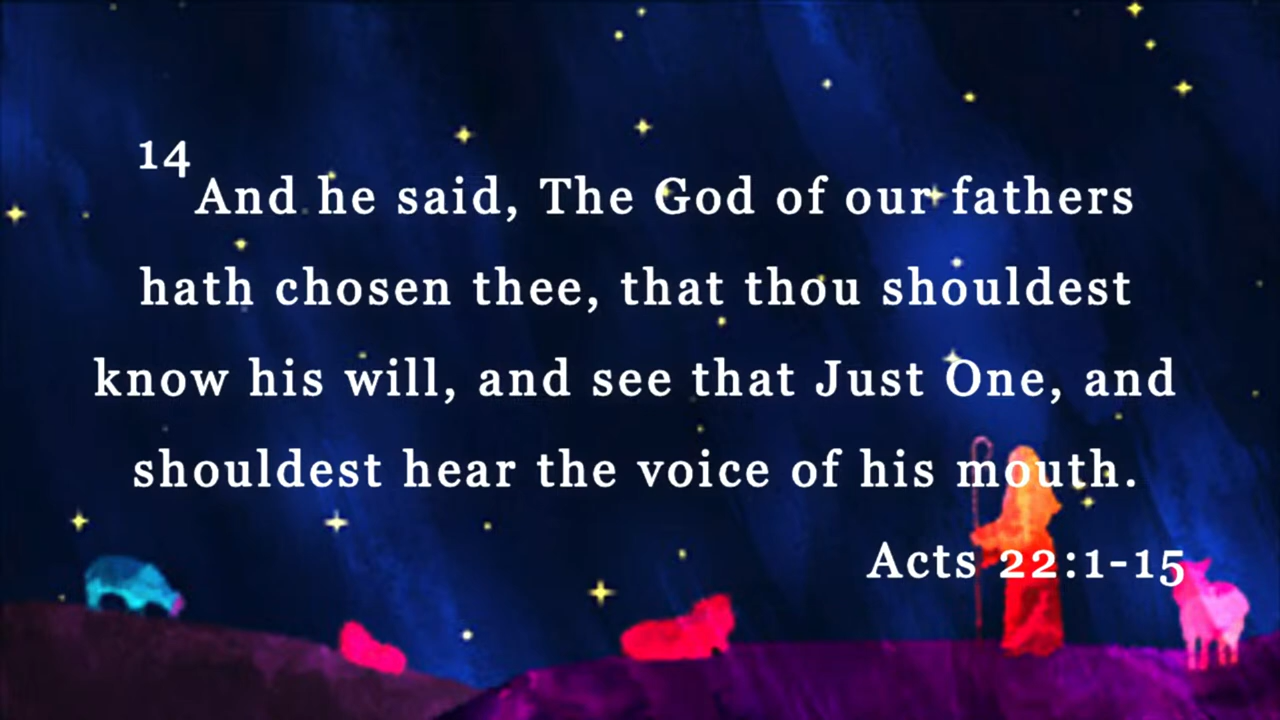 14 And he said, The God of our fathers
hath chosen thee, that thou shouldest
know his will, and see that Just One, and
shouldest hear the voice of his mouth.
Acts 22:1-15